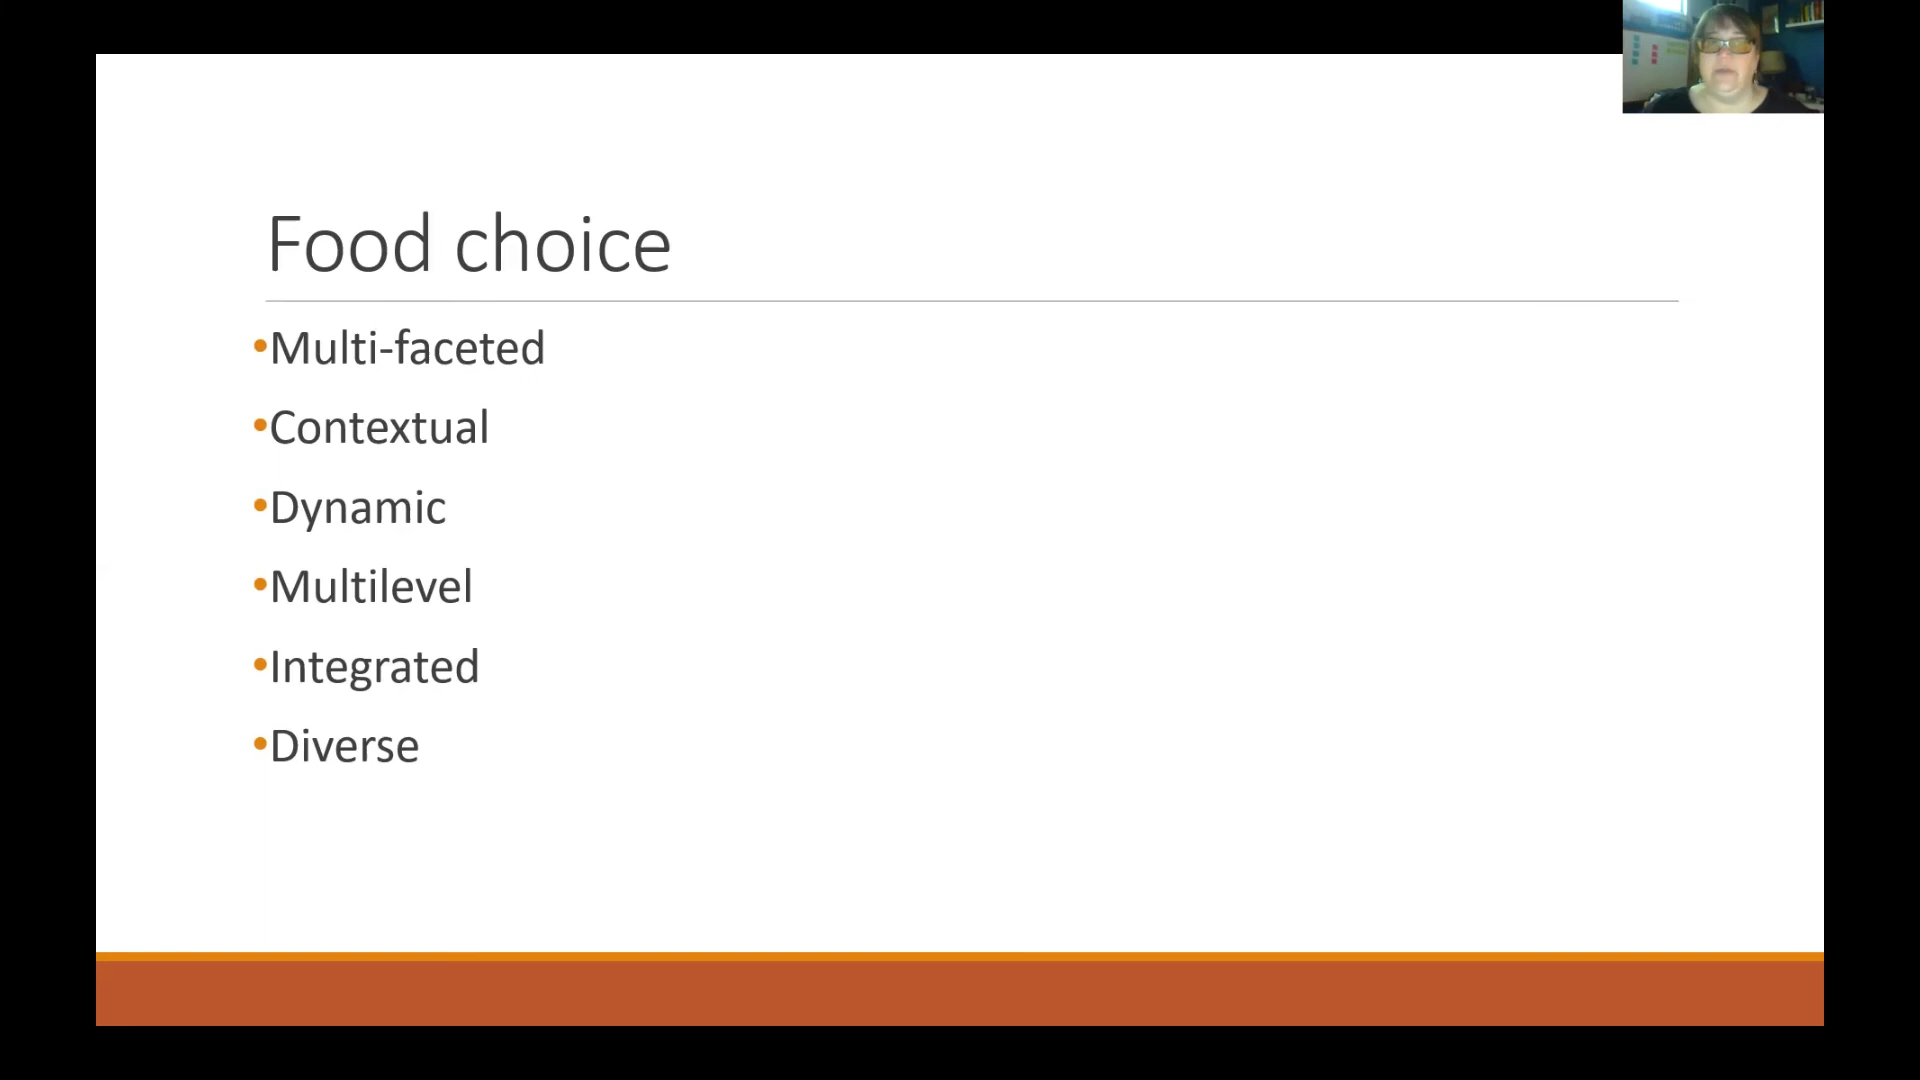 Food choice
•Multi-faceted
•Contextual
•Dynamic
•Multilevel
•Integrated
•Diverse